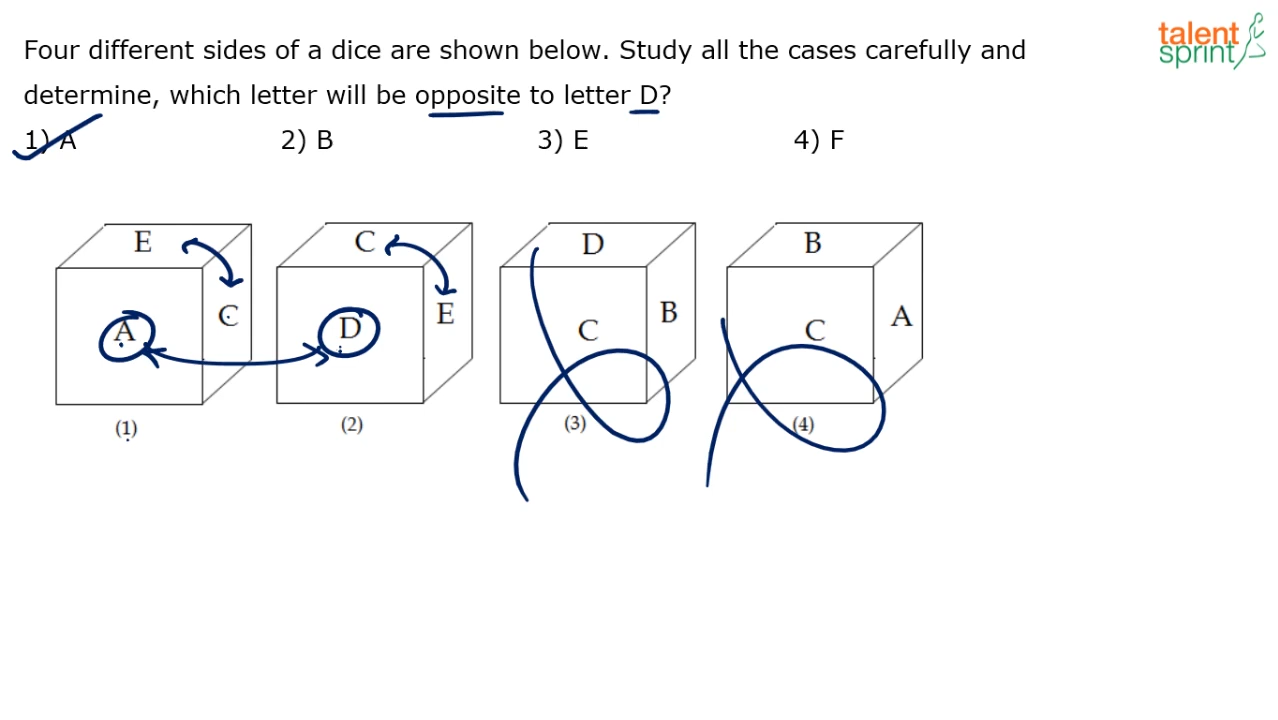 talent
sprint
Four different sides of a dice are shown below. Study all the cases carefully and
determine, which letter will be opposite to letter D?
1) A 2) B 3) E 4) F
E C D B
A C D E C B C A
(1) (2) (3) (4)